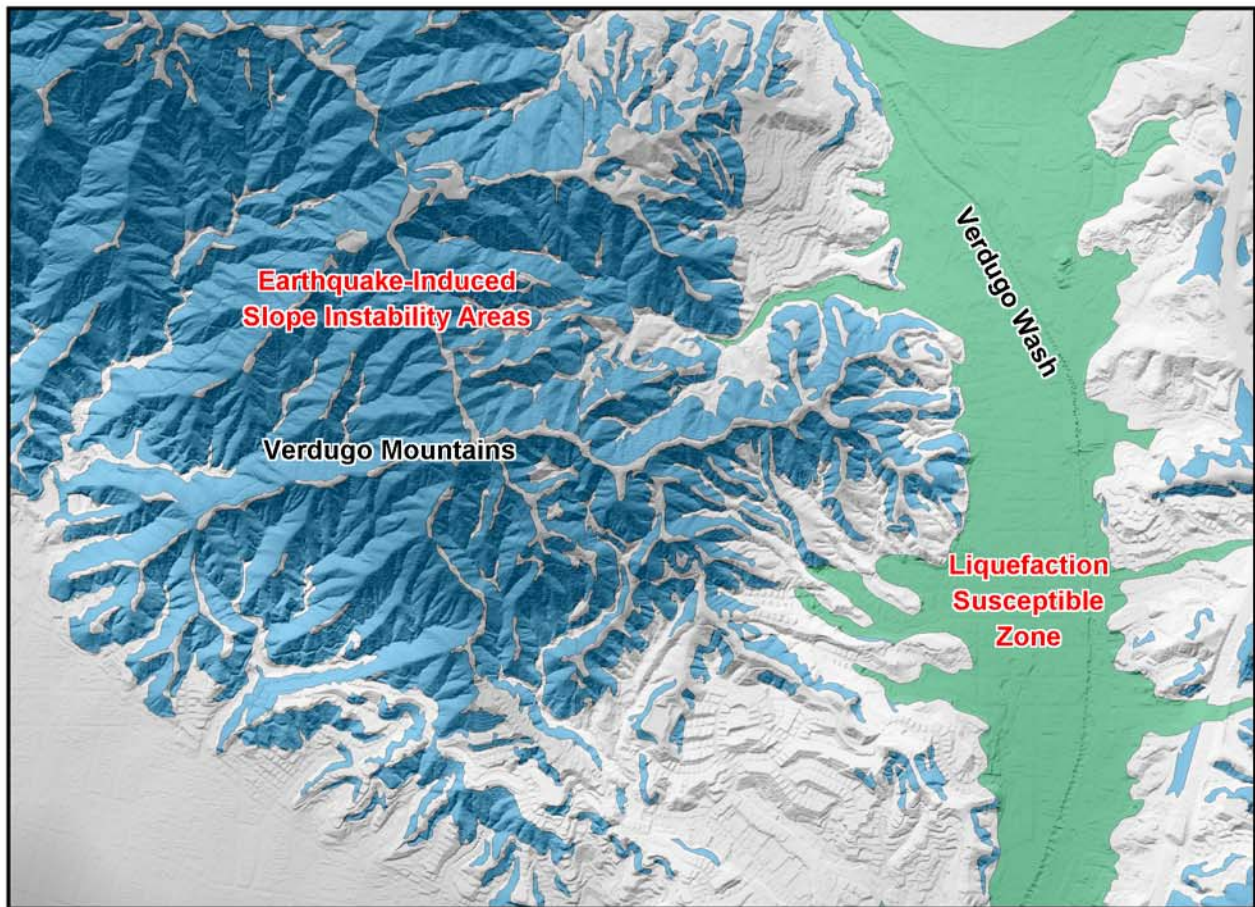 Verdugo Wash
Earthquake-Induced
Slope Instability Areas
Verdugo Mountains
Liquefaction
Susceptible
Zone